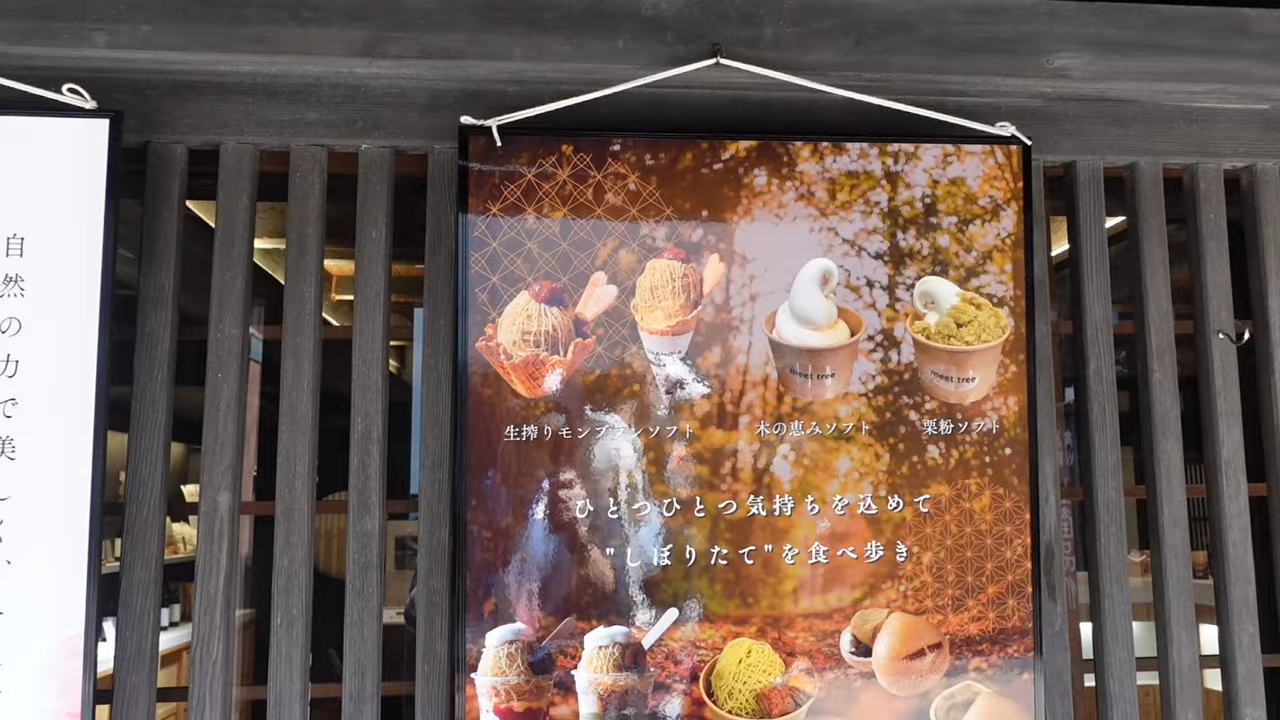 自然の力で美しい、
生搾りモンブランソフト
木の恵みソフト
栗粉ソフト
meet tree
meet tree
ひとつひとつ気持ちを込めて
"しぼりたて"を食べ歩き